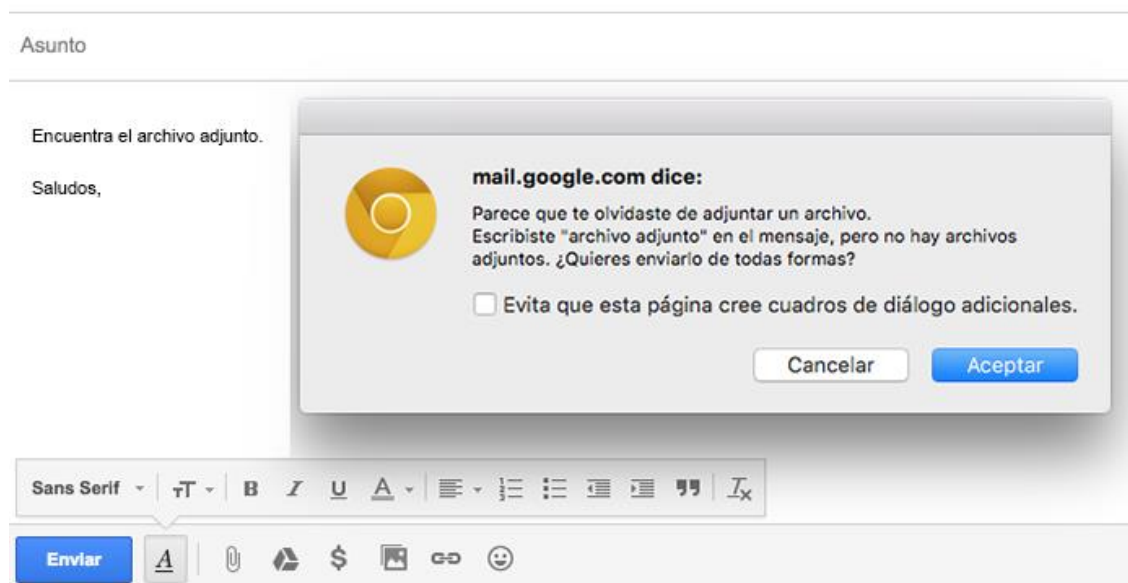 Asunto
Encuentra el archivo adjunto.
Saludos,
mail.google.com dice:
Parece que te olvidaste de adjuntar un archivo.
Escribiste "archivo adjunto" en el mensaje, pero no hay archivos
adjuntos. ¿Quieres enviarlo de todas formas?
Evita que esta página cree cuadros de diálogo adicionales.
Cancelar Aceptar
Sans Serif
Enviar